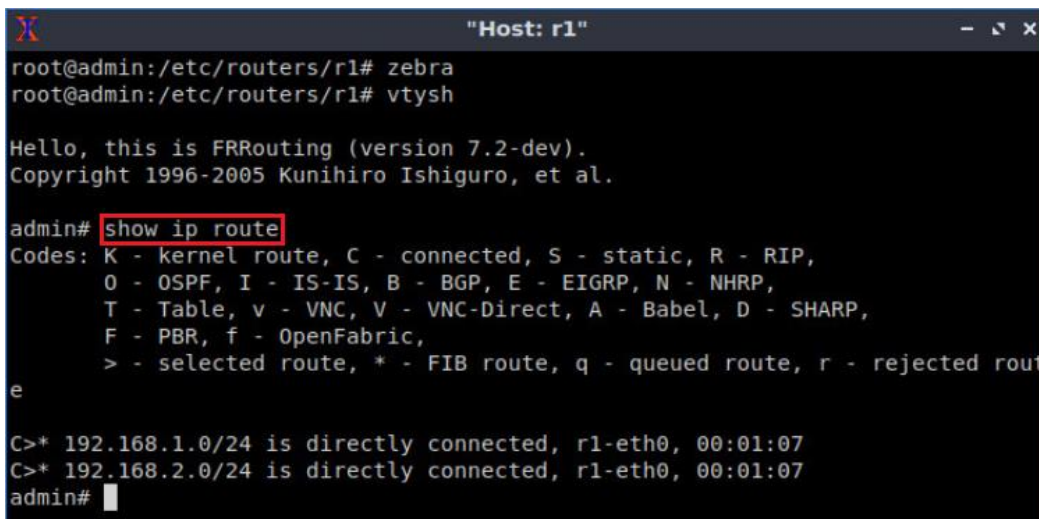 "Host: r1"
root@admin:/etc/routers/r1# zebra
root@admin:/etc/routers/r1# vtysh
Hello, this is FRRouting (version 7.2-dev).
Copyright 1996-2005 Kunihiro Ishiguro, et al.
admin# show ip route
Codes: K - kernel route, C - connected, S - static, R - RIP,
O - OSPF, I - IS-IS, B - BGP, E - EIGRP, N - NHRP,
T - Table, v - VNC, V - VNC-Direct, A - Babel, D - SHARP,
F - PBR, f - OpenFabric,
> - selected route, * - FIB route, q - queued route, r - rejected rout
e
C>* 192.168.1.0/24 is directly connected, r1-eth0, 00:01:07
C>* 192.168.2.0/24 is directly connected, r1-eth0, 00:01:07
admin#